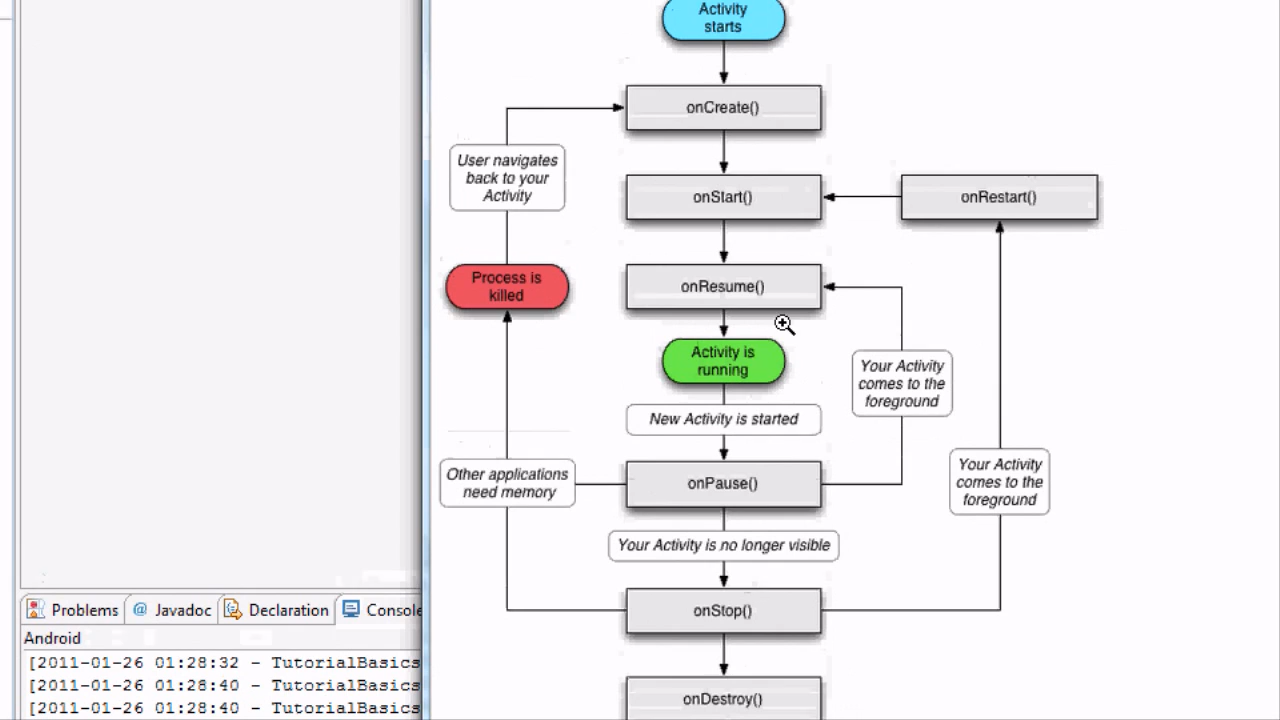 Activity
starts
onCreate()
User navigates
back to your
Activity
onStart()
onRestart()
Process is
killed
onResume()
Activity is
running
Your Activity
comes to the
foreground
New Activity is started
Other applications
need memory
onPause()
Your Activity
comes to the
foreground
Your Activity is no longer visible
onStop()
onDestroy()
Problems
@ Javadoc
Declaration
Console
Android
[2011-01-26 01:28:32 - TutorialBasics
[2011-01-26 01:28:40 - TutorialBasics
[2011-01-26 01:28:40 - TutorialBasics